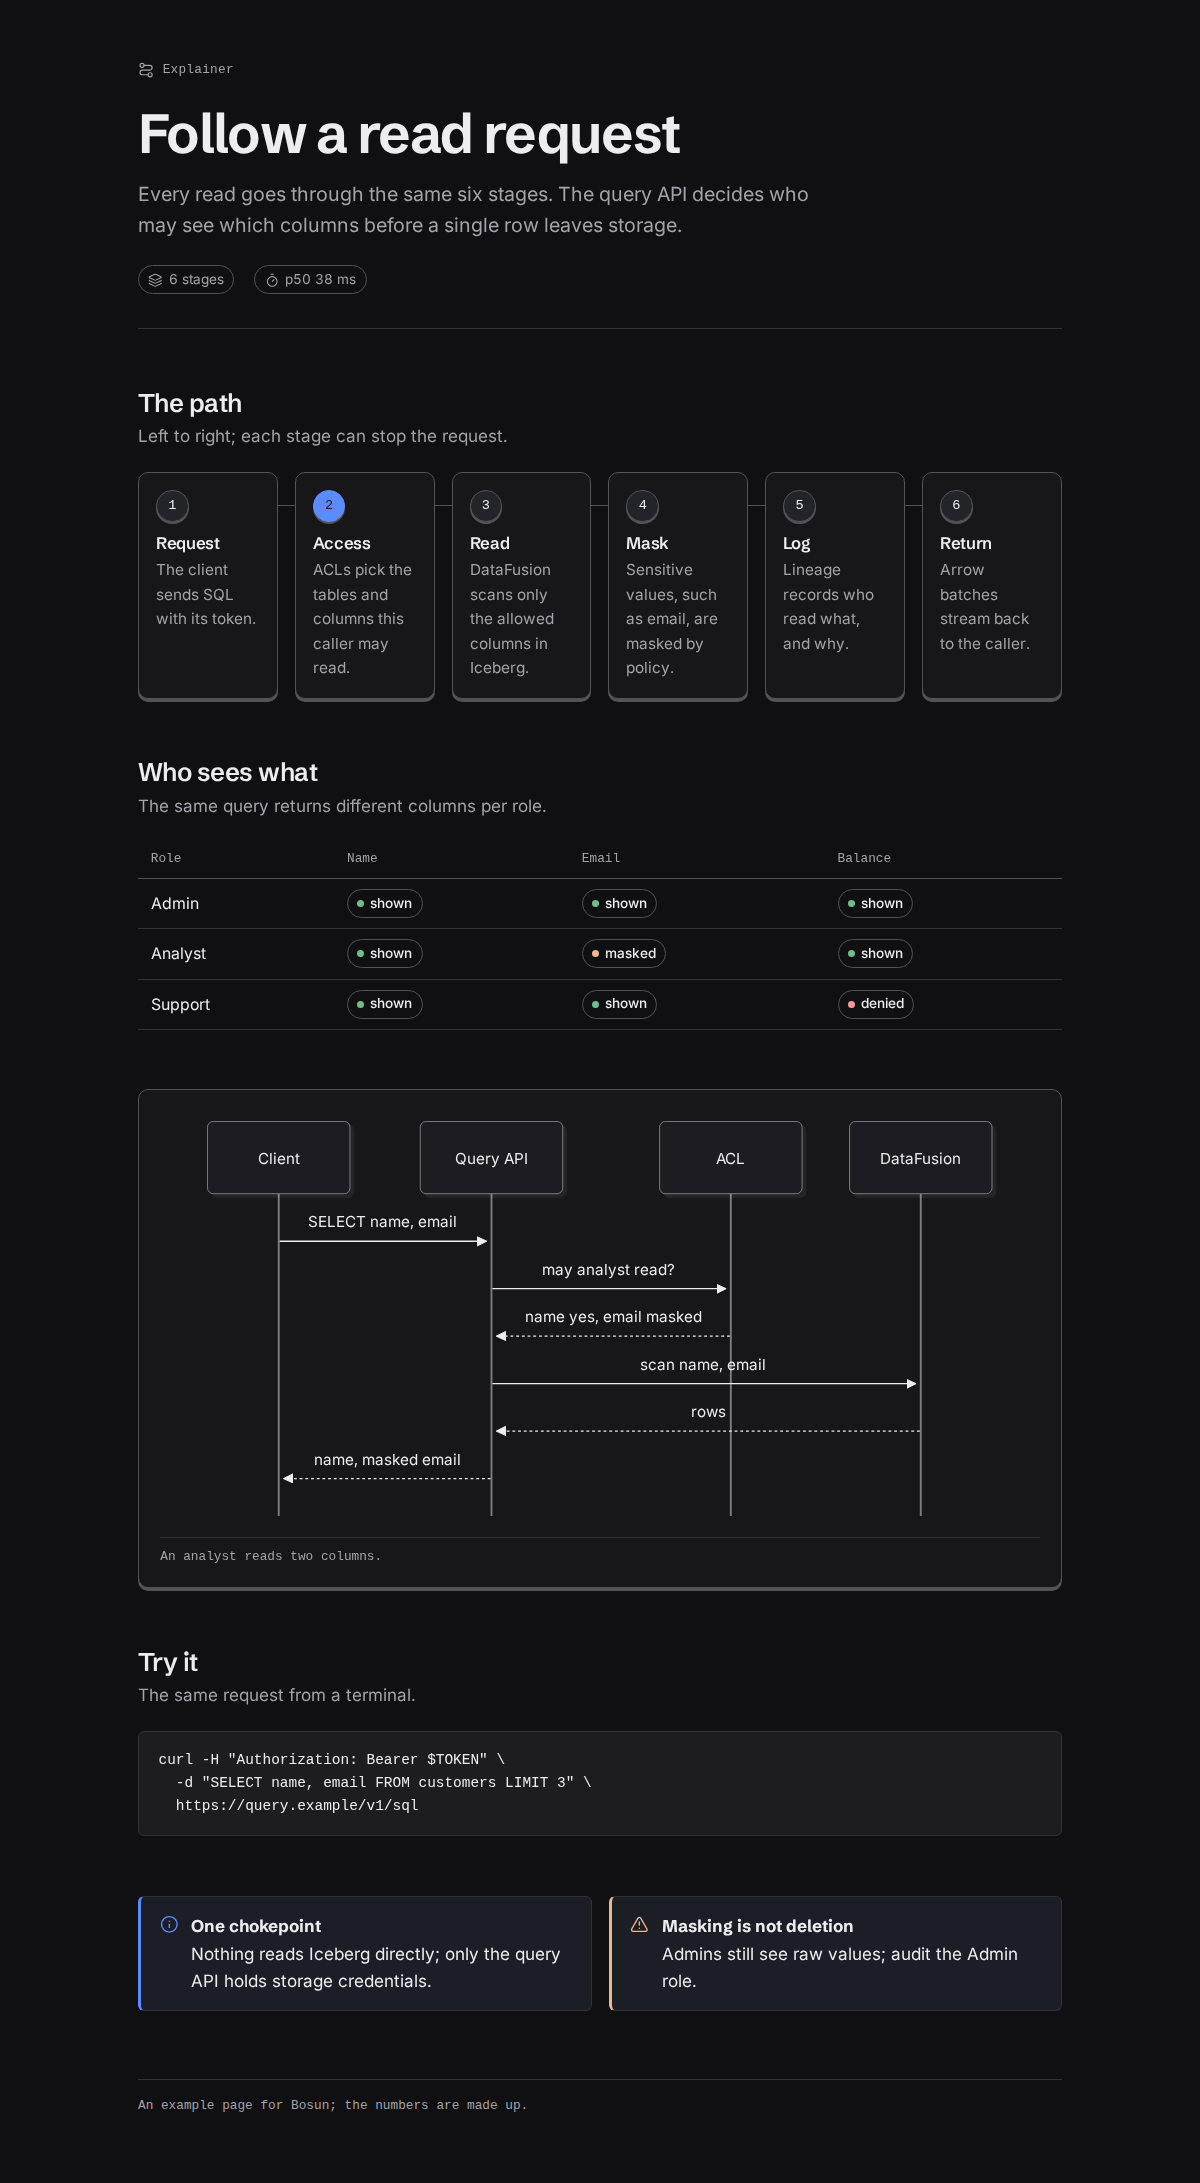 Explainer
Follow a read request
Every read goes through the same six stages. The query API decides who
may see which columns before a single row leaves storage.
6 stages
p50 38 ms
The path
Left to right; each stage can stop the request.
1
Request
The client
sends SQL
with its token.
2
Access
ACLs pick the
tables and
columns this
caller may
read.
3
Read
DataFusion
scans only
the allowed
columns in
Iceberg.
4
Mask
Sensitive
values, such
as email, are
masked by
policy.
5
Log
Lineage
records who
read what,
and why.
6
Return
Arrow
batches
stream back
to the caller.
Who sees what
The same query returns different columns per role.
Role Name Email Balance
Admin shown shown shown
Analyst shown masked shown
Support shown shown denied
Client Query API ACL DataFusion
SELECT name, email
may analyst read?
name yes, email masked
scan name, email
rows
name, masked email
An analyst reads two columns.
Try it
The same request from a terminal.
curl -H "Authorization: Bearer $TOKEN" \
  -d "SELECT name, email FROM customers LIMIT 3" \
  https://query.example/v1/sql
One chokepoint
Nothing reads Iceberg directly; only the query
API holds storage credentials.
Masking is not deletion
Admins still see raw values; audit the Admin
role.
An example page for Bosun; the numbers are made up.